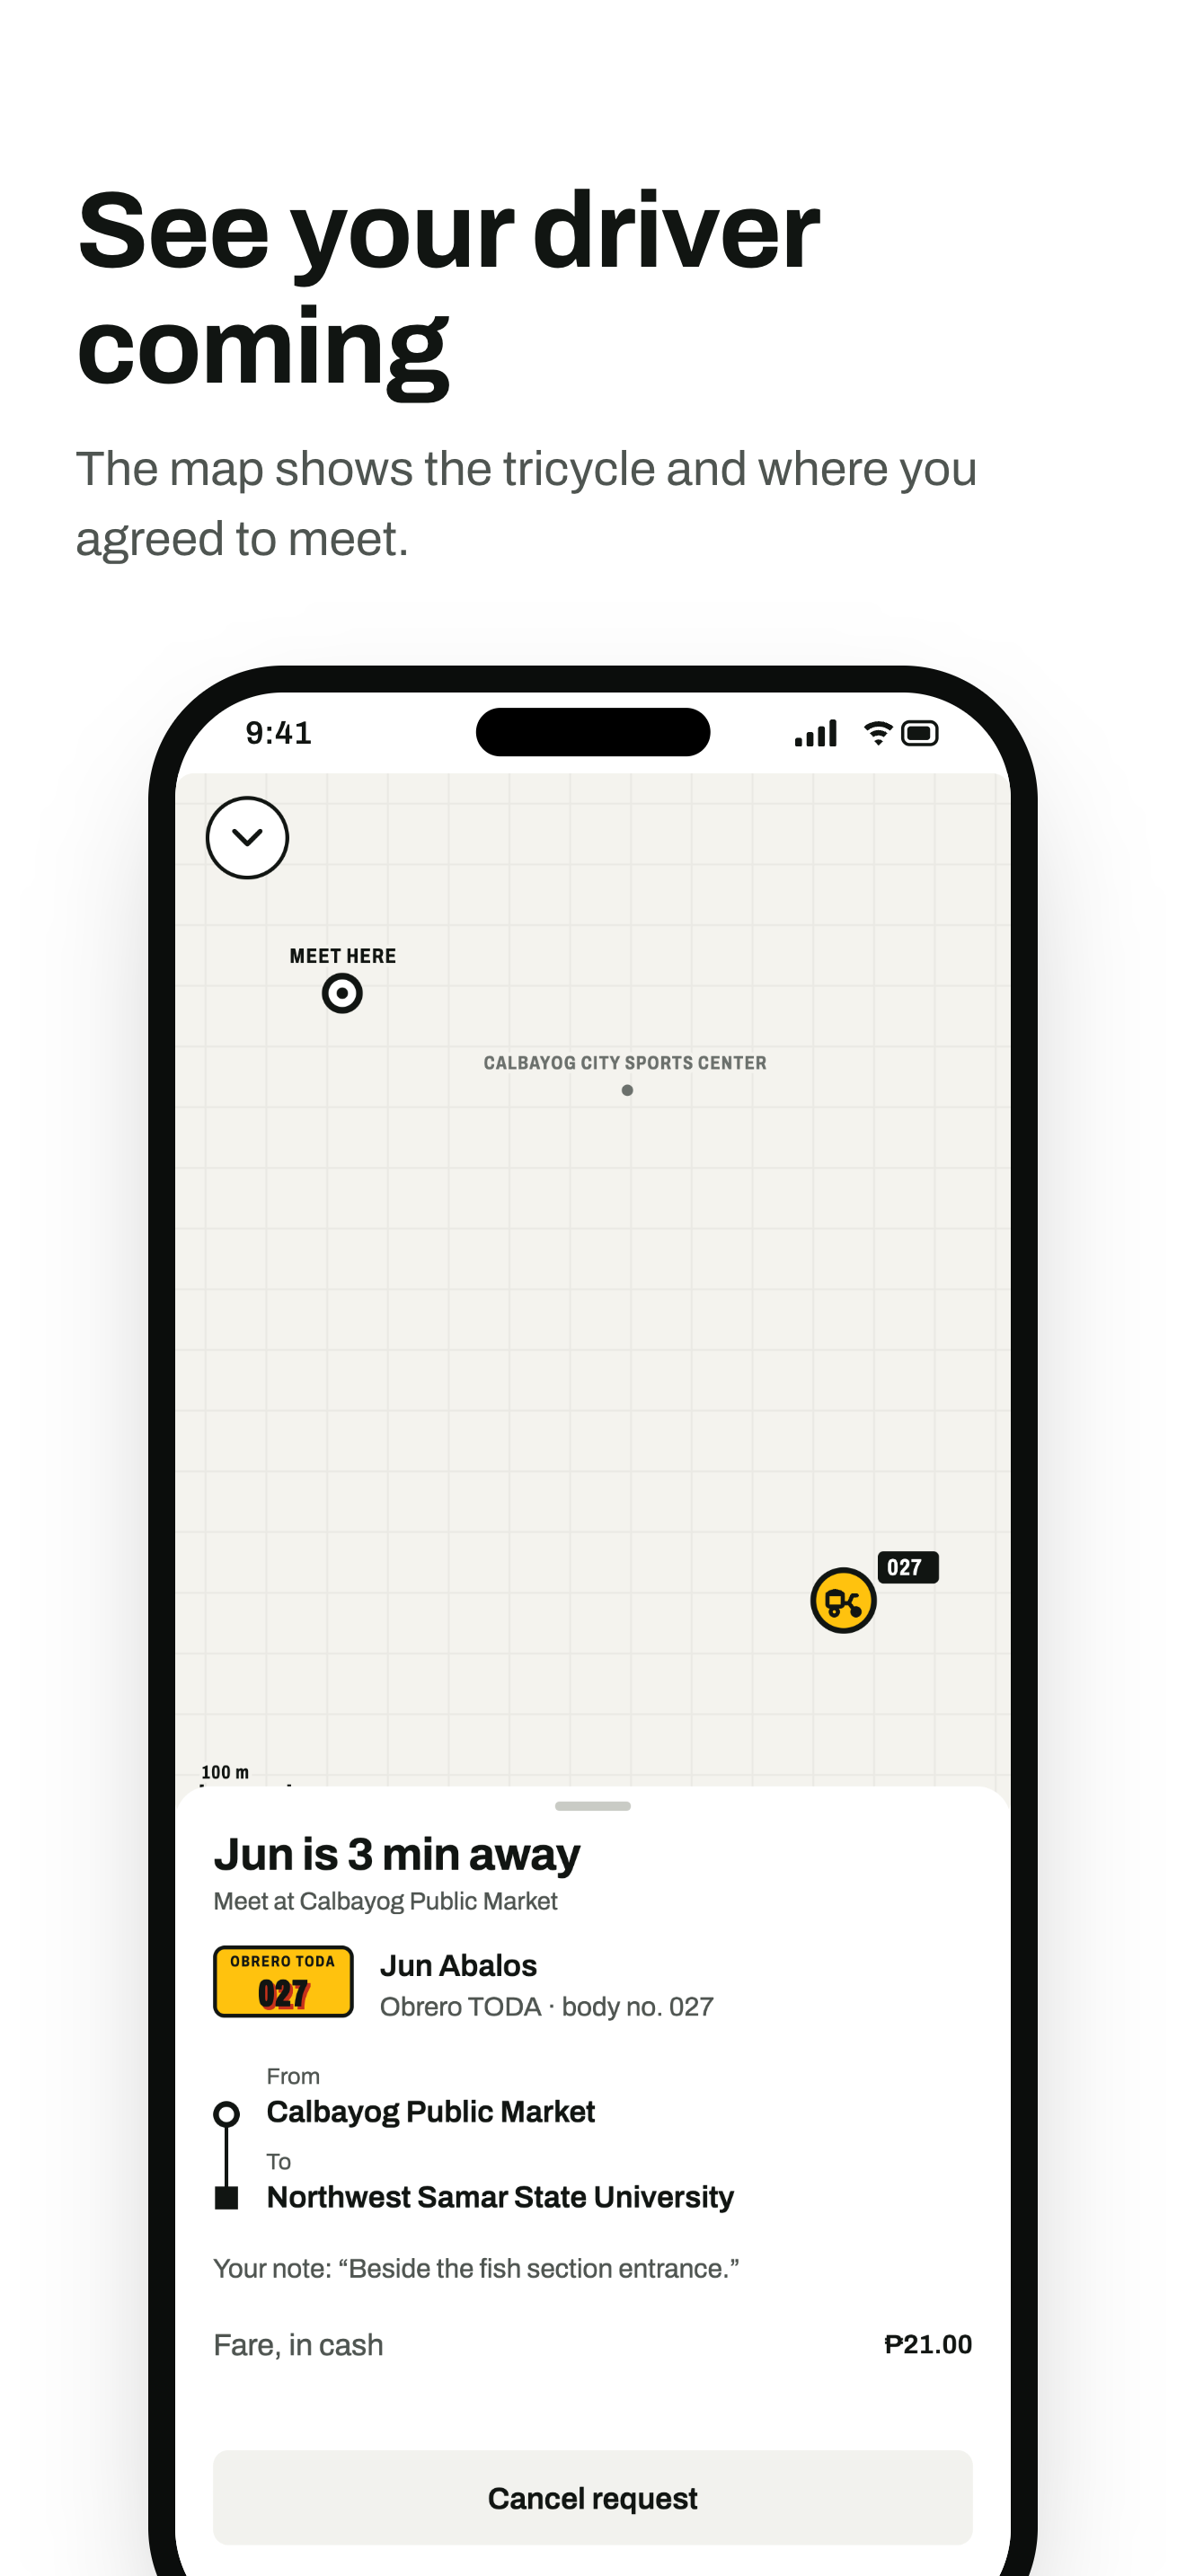 See your driver
coming
The map shows the tricycle and where you
agreed to meet.
9:41
MEET HERE
CALBAYOG CITY SPORTS CENTER
027
100 m
Jun is 3 min away
Meet at Calbayog Public Market
OBRERO TODA
027
Jun Abalos
Obrero TODA · body no. 027
From
Calbayog Public Market
To
Northwest Samar State University
Your note: “Beside the fish section entrance.”
Fare, in cash
₱21.00
Cancel request